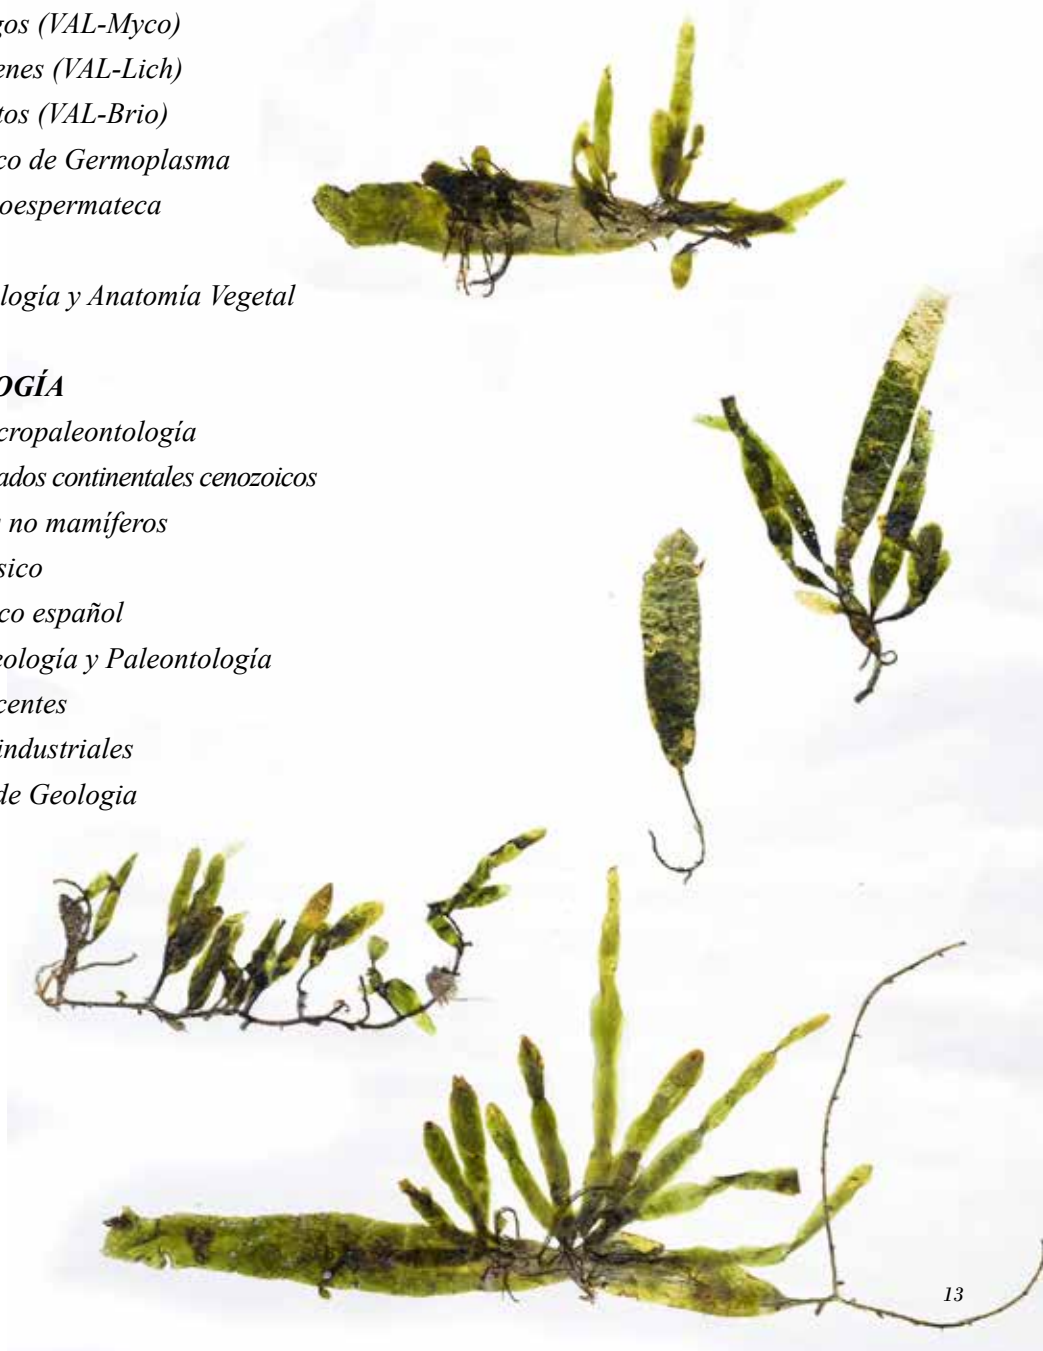 gos (VAL-Myco)
enes (VAL-Lich)
tos (VAL-Brio)
co de Germoplasma
oespermateca
logía y Anatomía Vegetal
OGÍA
cropaleontología
ados continentales cenozoicos
s no mamíferos
sico
co español
eología y Paleontología
centes
industriales
de Geologia
13